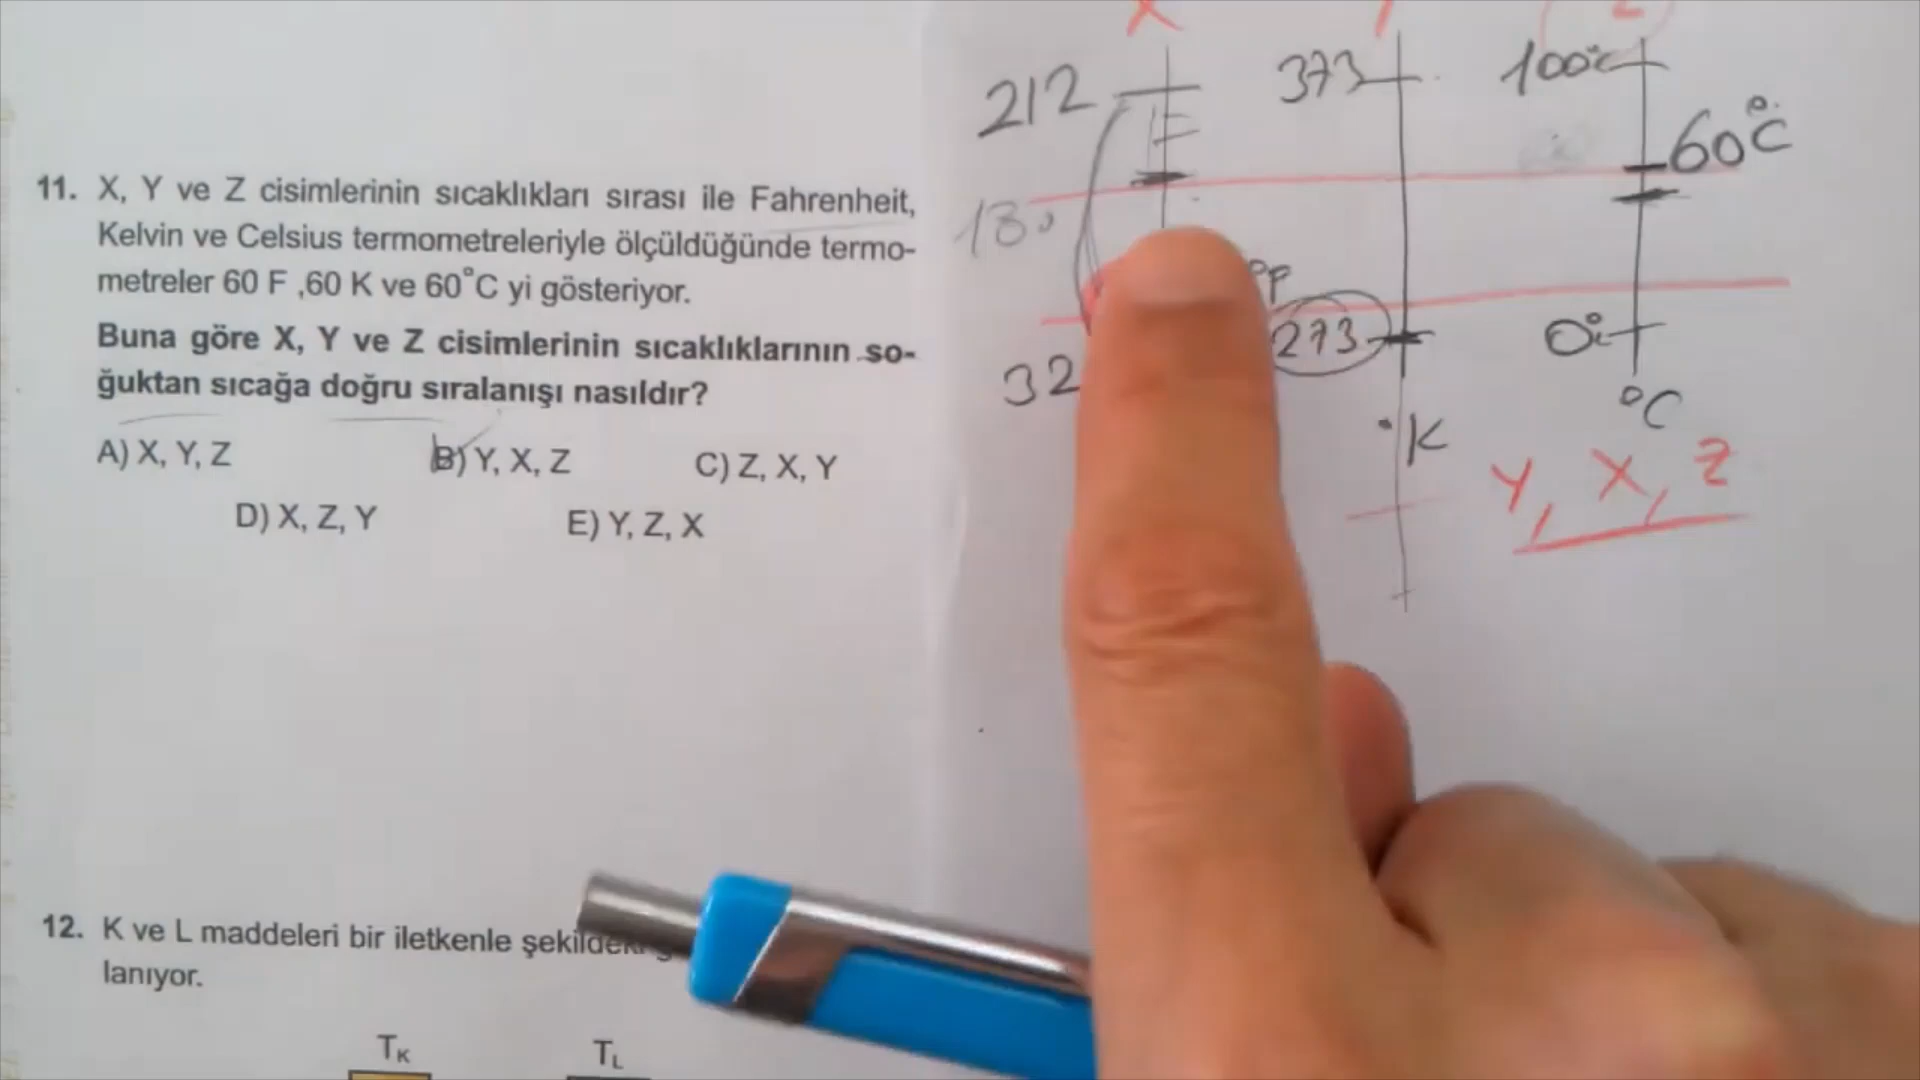 11. X, Y ve Z cisimlerinin sıcaklıkları sırası ile Fahrenheit,
Kelvin ve Celsius termometreleriyle ölçüldüğünde termo-
metreler 60 F ,60 K ve 60°C yi gösteriyor.
Buna göre X, Y ve Z cisimlerinin sıcaklıklarının so-
ğuktan sıcağa doğru sıralanışı nasıldır?
A) X, Y, Z B) Y, X, Z C) Z, X, Y
D) X, Z, Y E) Y, Z, X
12. K ve L maddeleri bir iletkenle
lanıyor.
TK TL
X
212 373 100°C
60°C
180
32 273 0°C
°K °C
Y, X, Z